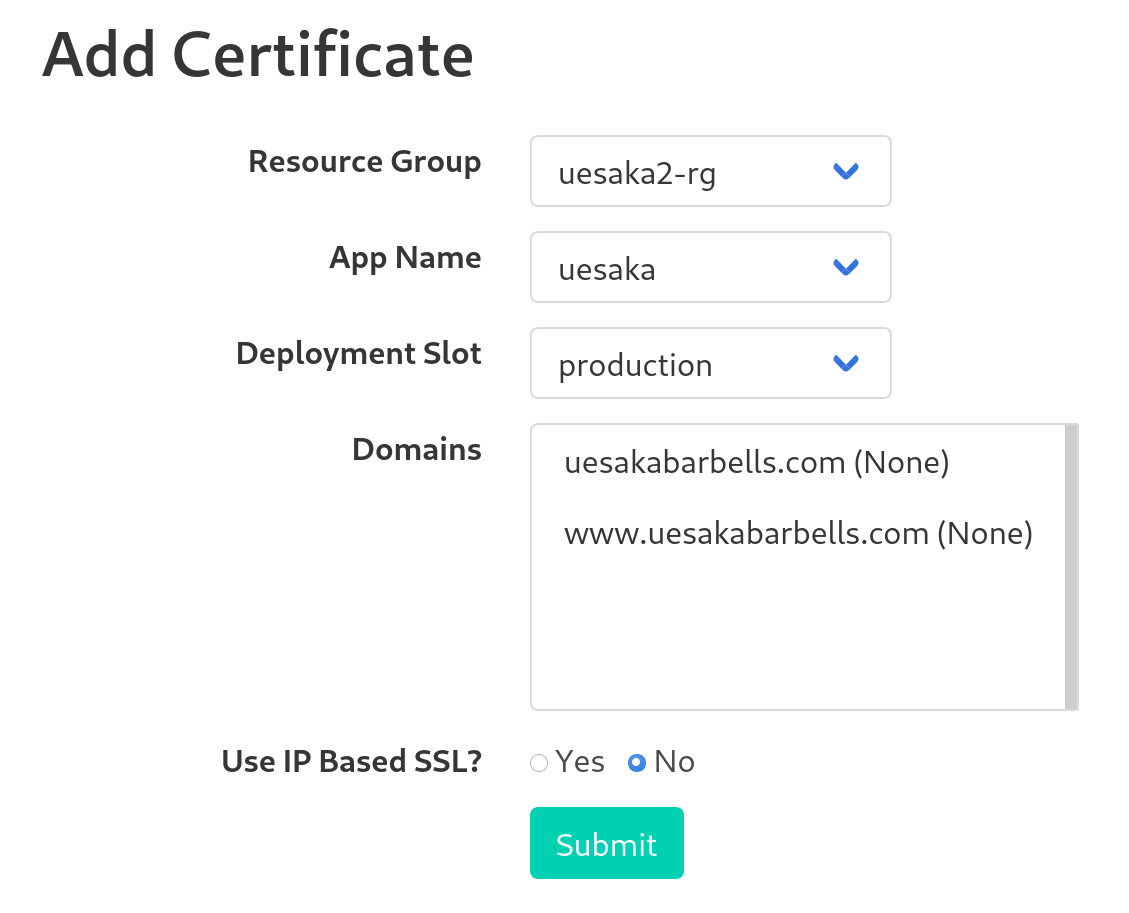 Add Certificate
Resource Group uesaka2-rg
App Name uesaka
Deployment Slot production
Domains uesakabarbells.com (None)
www.uesakabarbells.com (None)
Use IP Based SSL? Yes No
Submit